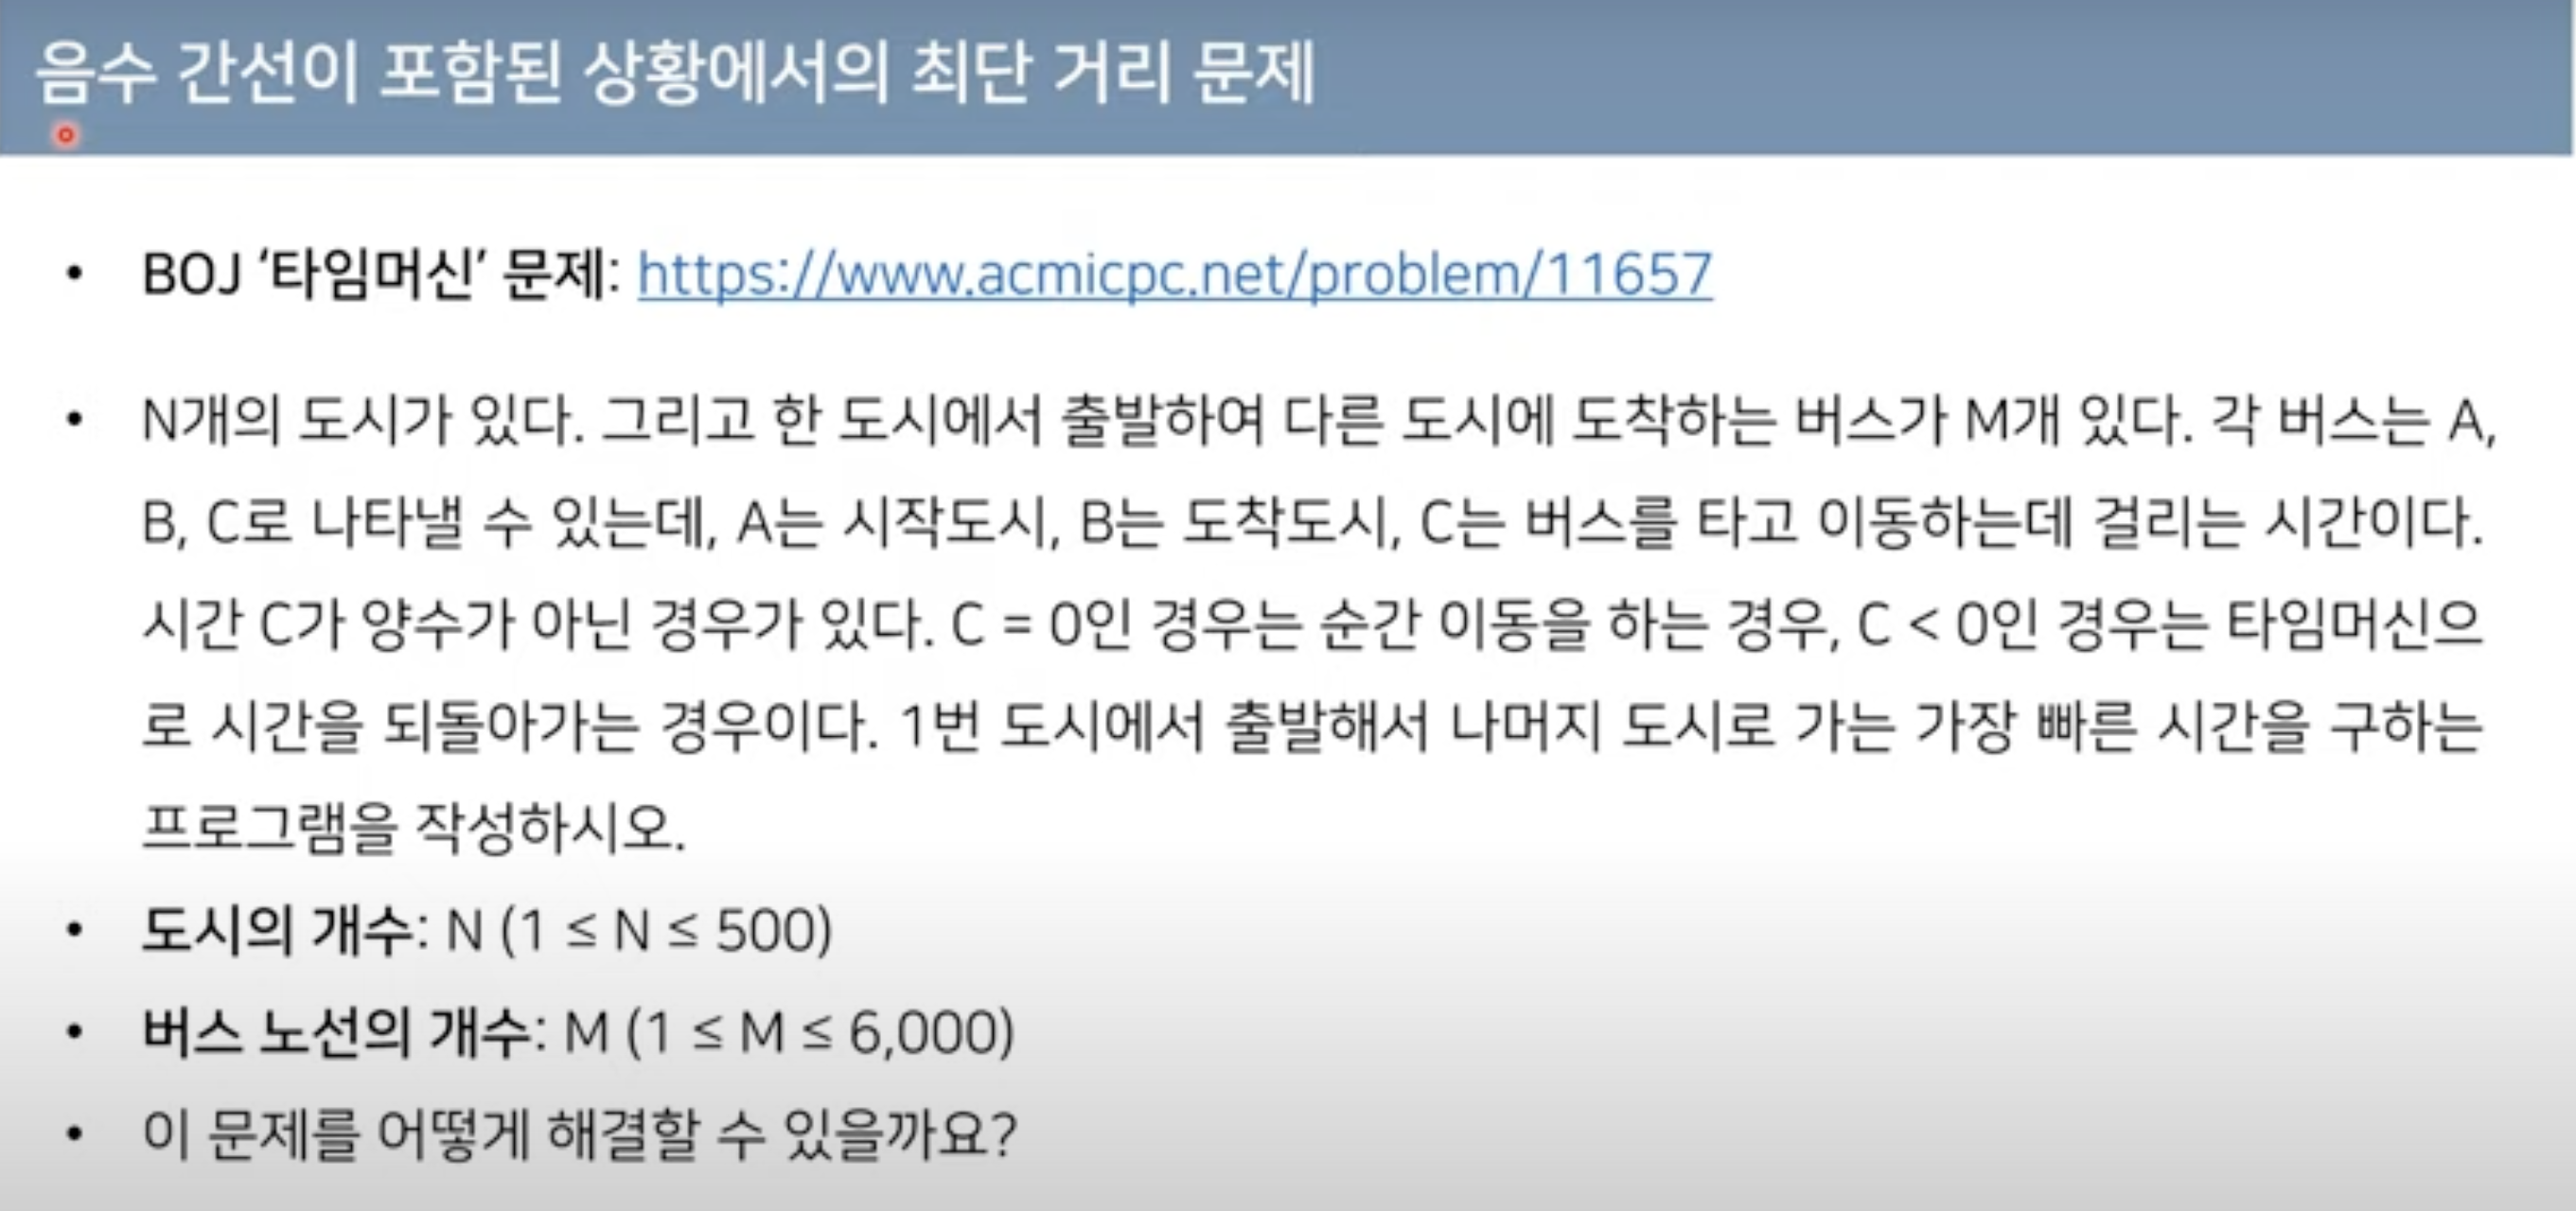 음수 간선이 포함된 상황에서의 최단 거리 문제
• BOJ ‘타임머신’ 문제: https://www.acmicpc.net/problem/11657
• N개의 도시가 있다. 그리고 한 도시에서 출발하여 다른 도시에 도착하는 버스가 M개 있다. 각 버스는 A,
B, C로 나타낼 수 있는데, A는 시작도시, B는 도착도시, C는 버스를 타고 이동하는데 걸리는 시간이다.
시간 C가 양수가 아닌 경우가 있다. C = 0인 경우는 순간 이동을 하는 경우, C < 0인 경우는 타임머신으
로 시간을 되돌아가는 경우이다. 1번 도시에서 출발해서 나머지 도시로 가는 가장 빠른 시간을 구하는
프로그램을 작성하시오.
• 도시의 개수: N (1 ≤ N ≤ 500)
• 버스 노선의 개수: M (1 ≤ M ≤ 6,000)
• 이 문제를 어떻게 해결할 수 있을까요?